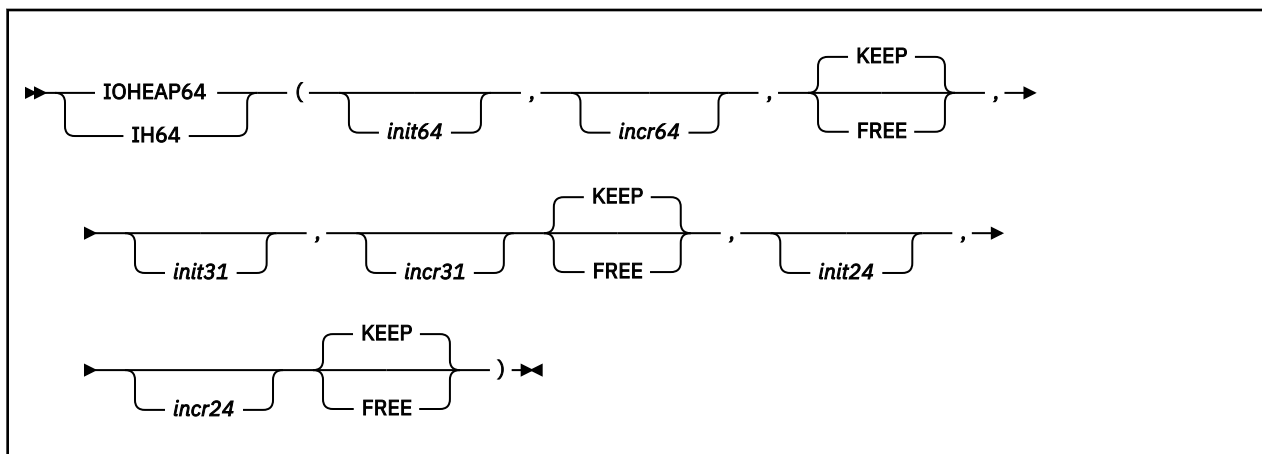 KEEP
IOHEAP64 ( , , ,
IH64 init64 incr64 FREE
KEEP
, , ,
init31 incr31 FREE init24
KEEP
)
incr24 FREE